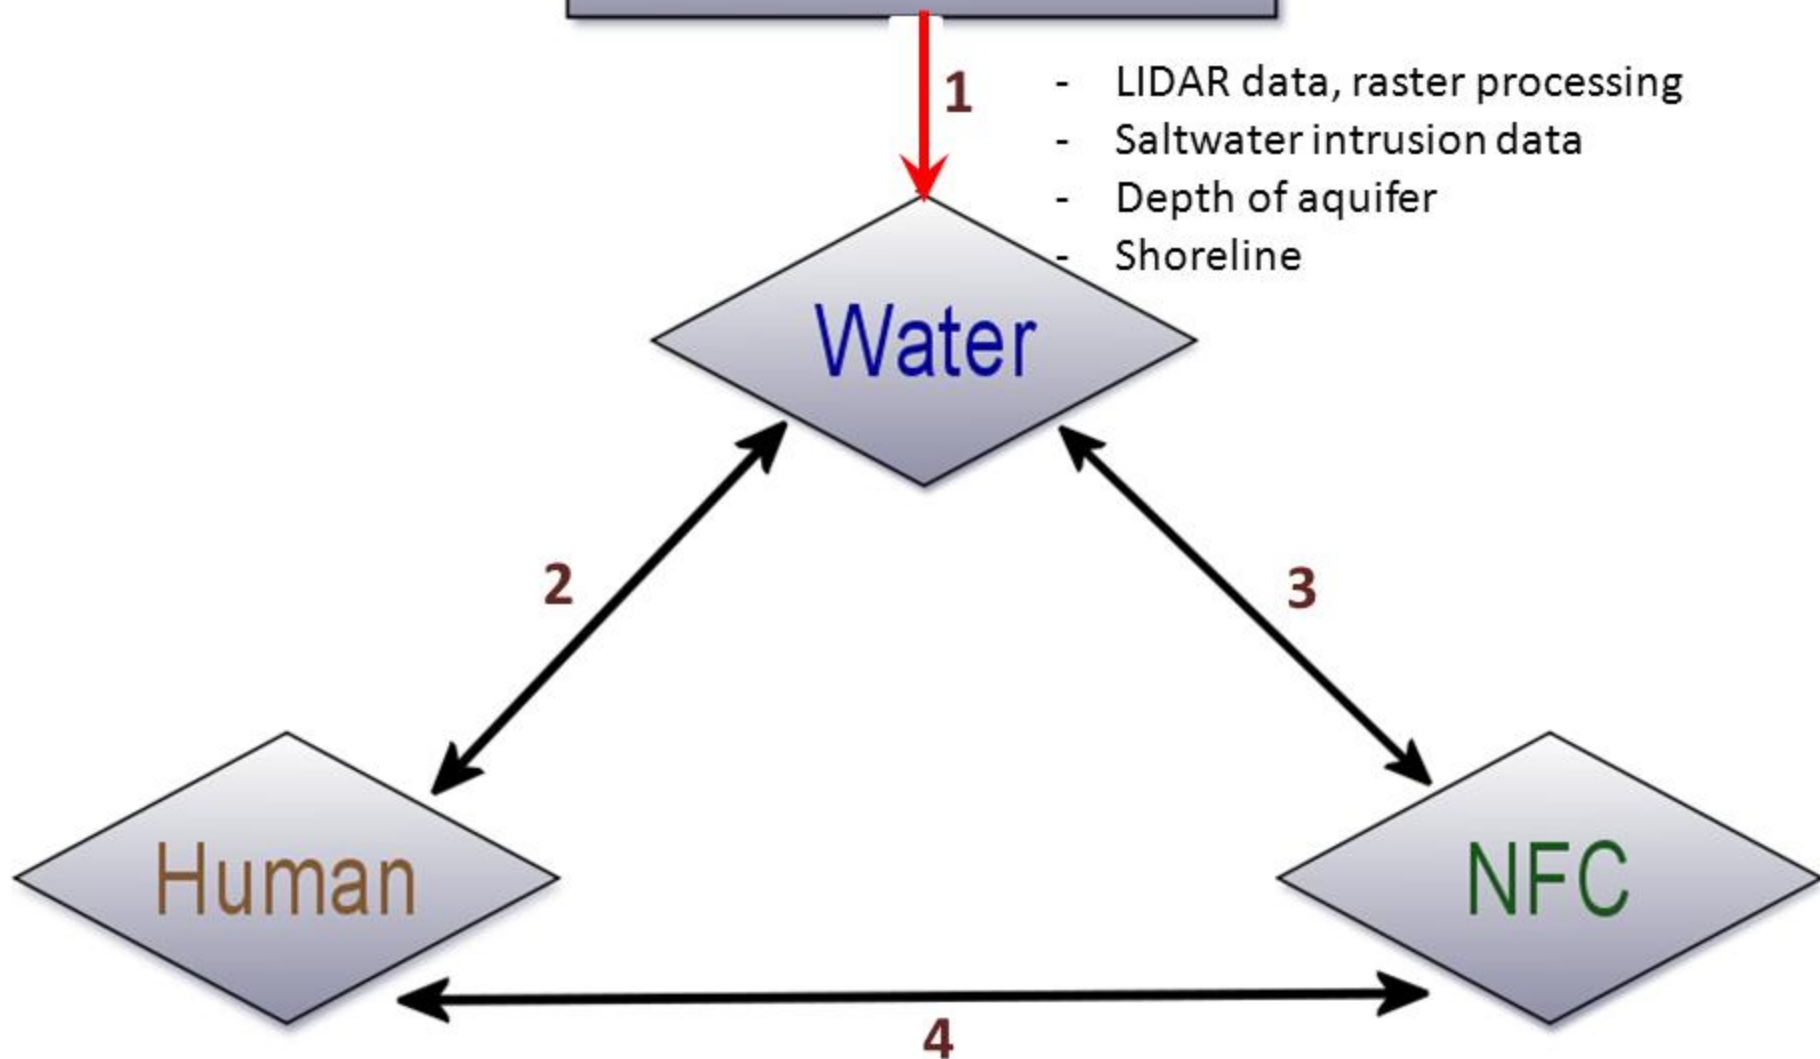 1
- LIDAR data, raster processing
- Saltwater intrusion data
- Depth of aquifer
- Shoreline
Water
2
3
Human
NFC
4